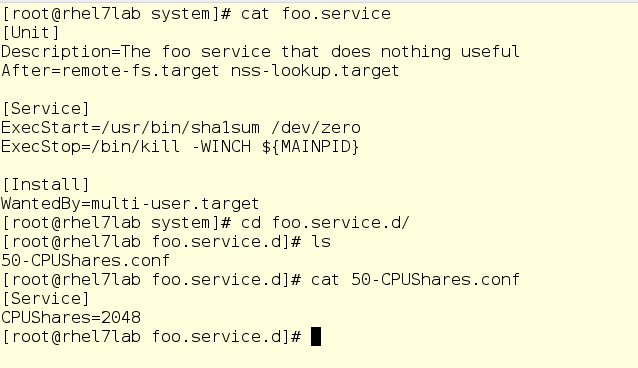 [root@rhel7lab system]# cat foo.service
[Unit]
Description=The foo service that does nothing useful
After=remote-fs.target nss-lookup.target

[Service]
ExecStart=/usr/bin/sha1sum /dev/zero
ExecStop=/bin/kill -WINCH ${MAINPID}

[Install]
WantedBy=multi-user.target
[root@rhel7lab system]# cd foo.service.d/
[root@rhel7lab foo.service.d]# ls
50-CPUShares.conf
[root@rhel7lab foo.service.d]# cat 50-CPUShares.conf
[Service]
CPUShares=2048
[root@rhel7lab foo.service.d]#